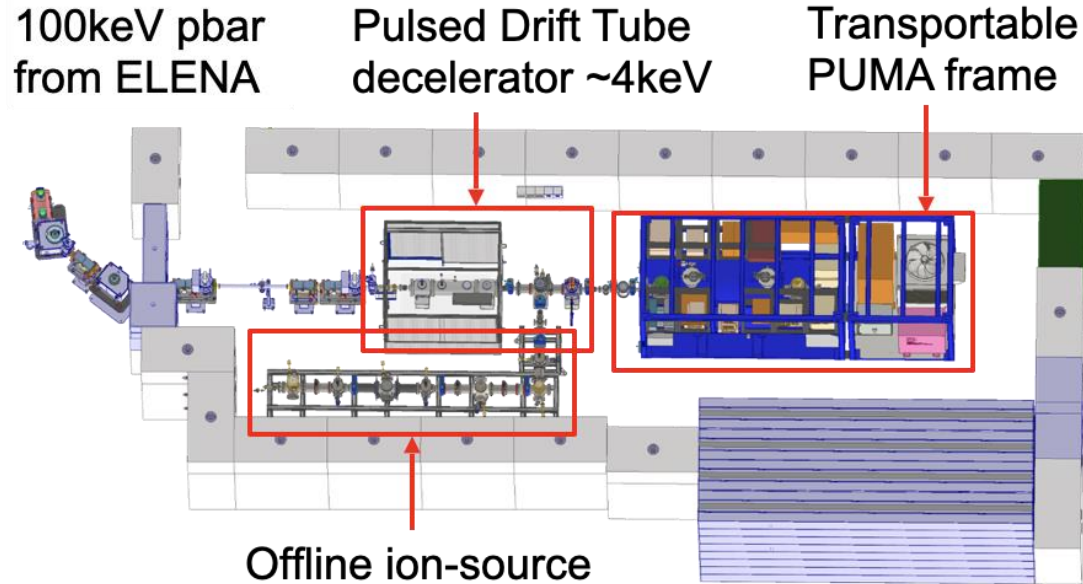 100keV pbar
from ELENA
Pulsed Drift Tube
decelerator ~4keV
Transportable
PUMA frame
Offline ion-source